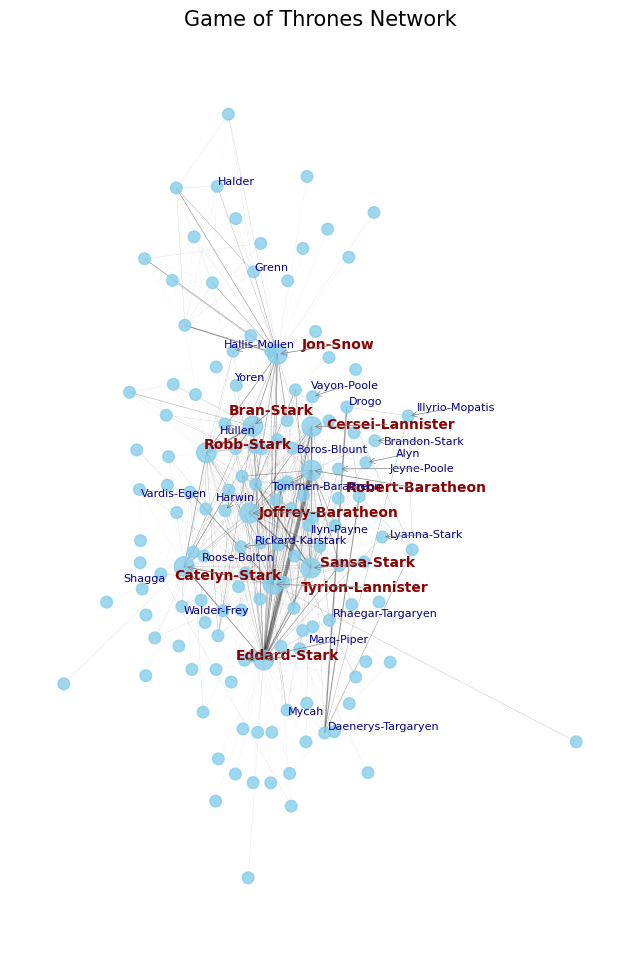 Game of Thrones Network
Halder
Grenn
Hallis-Mollen
Jon-Snow
Yoren
Vayon-Poole
Drogo
Bran-Stark
Illyrio-Mopatis
Cersei-Lannister
Hullen
Robb-Stark
Brandon-Stark
Boros-Blount
Alyn
Jeyne-Poole
Tommen-Baratheon
Robert-Baratheon
Vardis-Egen
Harwin
Joffrey-Baratheon
Ilyn-Payne
Lyanna-Stark
Rickard-Karstark
Roose-Bolton
Sansa-Stark
Shagga
Catelyn-Stark
Tyrion-Lannister
Walder-Frey
Rhaegar-Targaryen
Marq-Piper
Eddard-Stark
Mycah
Daenerys-Targaryen